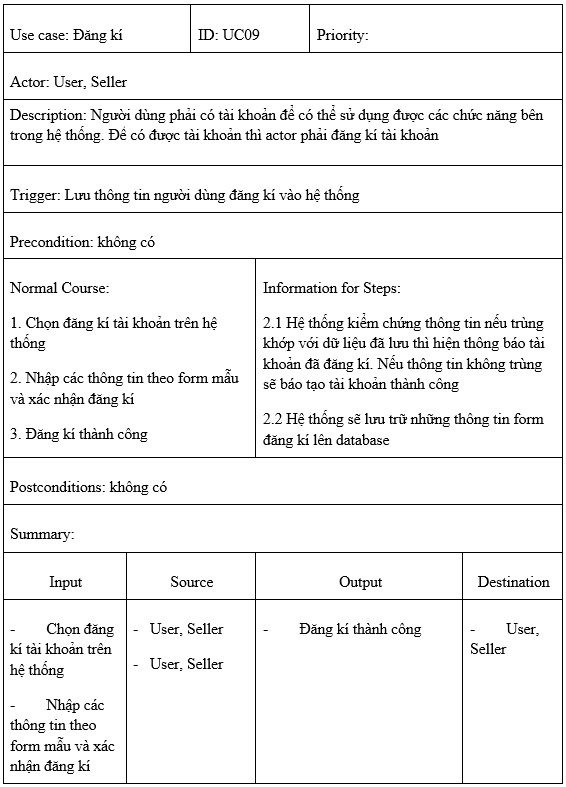 Use case: Đăng kí
ID: UC09
Priority:
Actor: User, Seller
Description: Người dùng phải có tài khoản để có thể sử dụng được các chức năng bên
trong hệ thống. Để có được tài khoản thì actor phải đăng kí tài khoản
Trigger: Lưu thông tin người dùng đăng kí vào hệ thống
Precondition: không có
Normal Course:
1. Chọn đăng kí tài khoản trên hệ
thống
2. Nhập các thông tin theo form mẫu
và xác nhận đăng kí
3. Đăng kí thành công
Information for Steps:
2.1 Hệ thống kiểm chứng thông tin nếu trùng
khớp với dữ liệu đã lưu thì hiện thông báo tài
khoản đã đăng kí. Nếu thông tin không trùng
sẽ báo tạo tài khoản thành công
2.2 Hệ thống sẽ lưu trữ những thông tin form
đăng kí lên database
Postconditions: không có
Summary:
Input
Source
Output
Destination
- Chọn đăng
kí tài khoản trên
hệ thống
- Nhập các
thông tin theo
form mẫu và xác
nhận đăng kí
- User, Seller
- User, Seller
- Đăng kí thành công
- User,
Seller